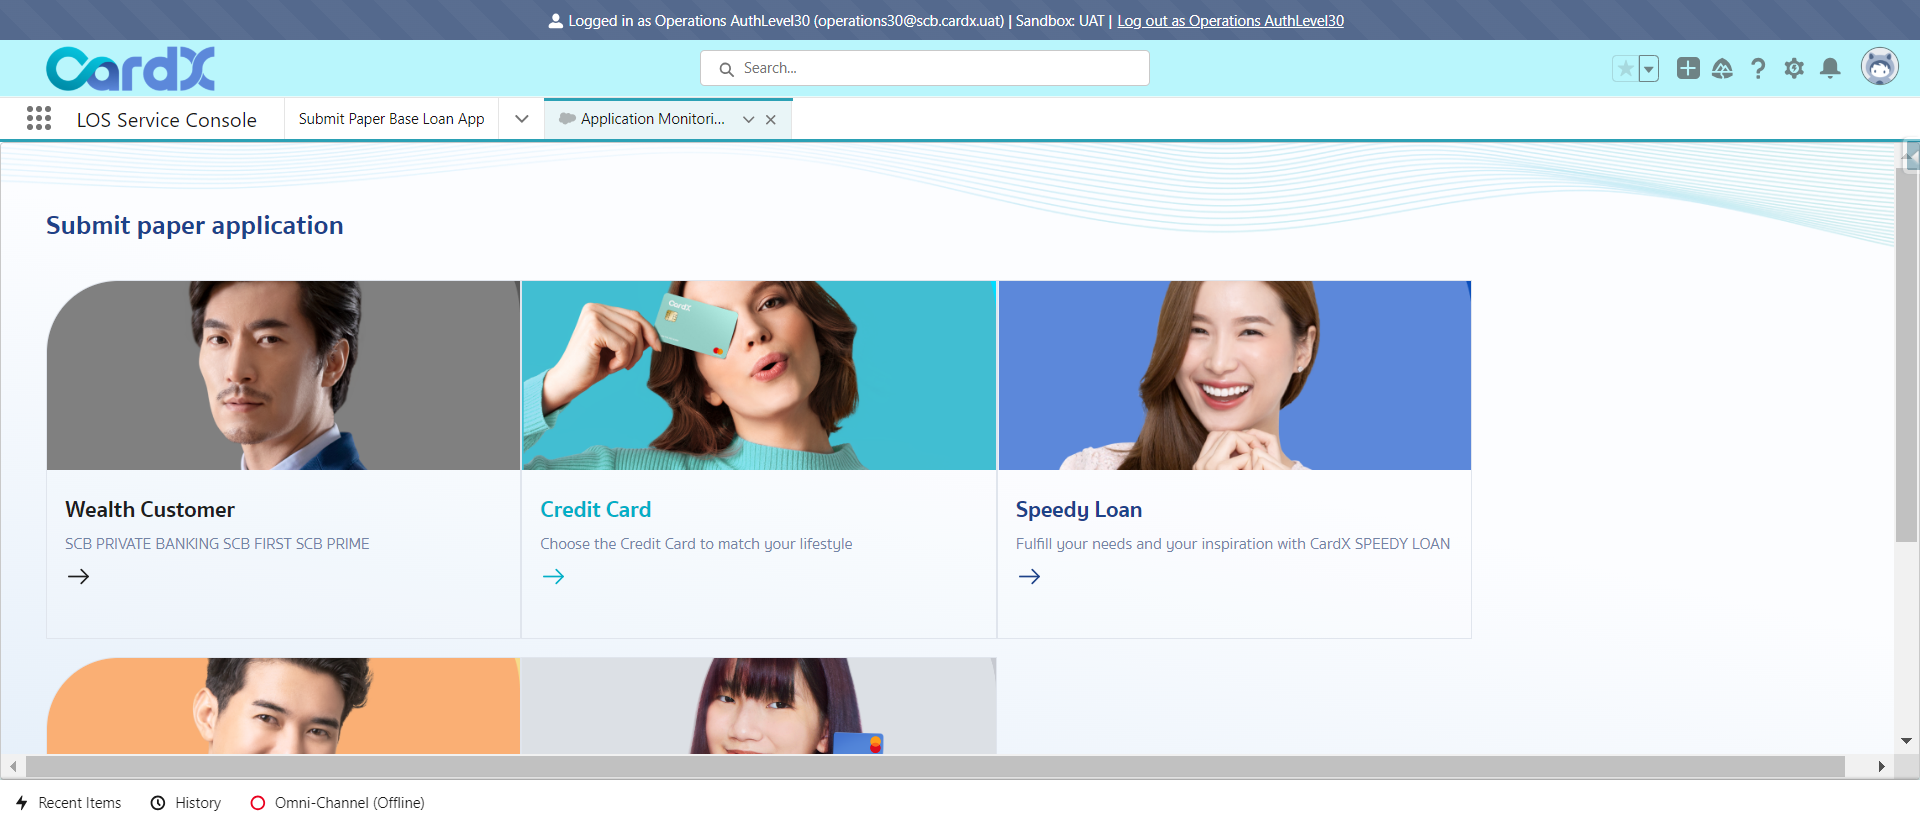 Logged in as Operations AuthLevel30 (operations30@scb.cardx.uat) | Sandbox: UAT | Log out as Operations AuthLevel30
CardX
Search...
LOS Service Console
Submit Paper Base Loan App
Application Monitori...
Submit paper application
CardX
Wealth Customer
SCB PRIVATE BANKING SCB FIRST SCB PRIME
Credit Card
Choose the Credit Card to match your lifestyle
Speedy Loan
Fulfill your needs and your inspiration with CardX SPEEDY LOAN
Recent Items
History
Omni-Channel (Offline)